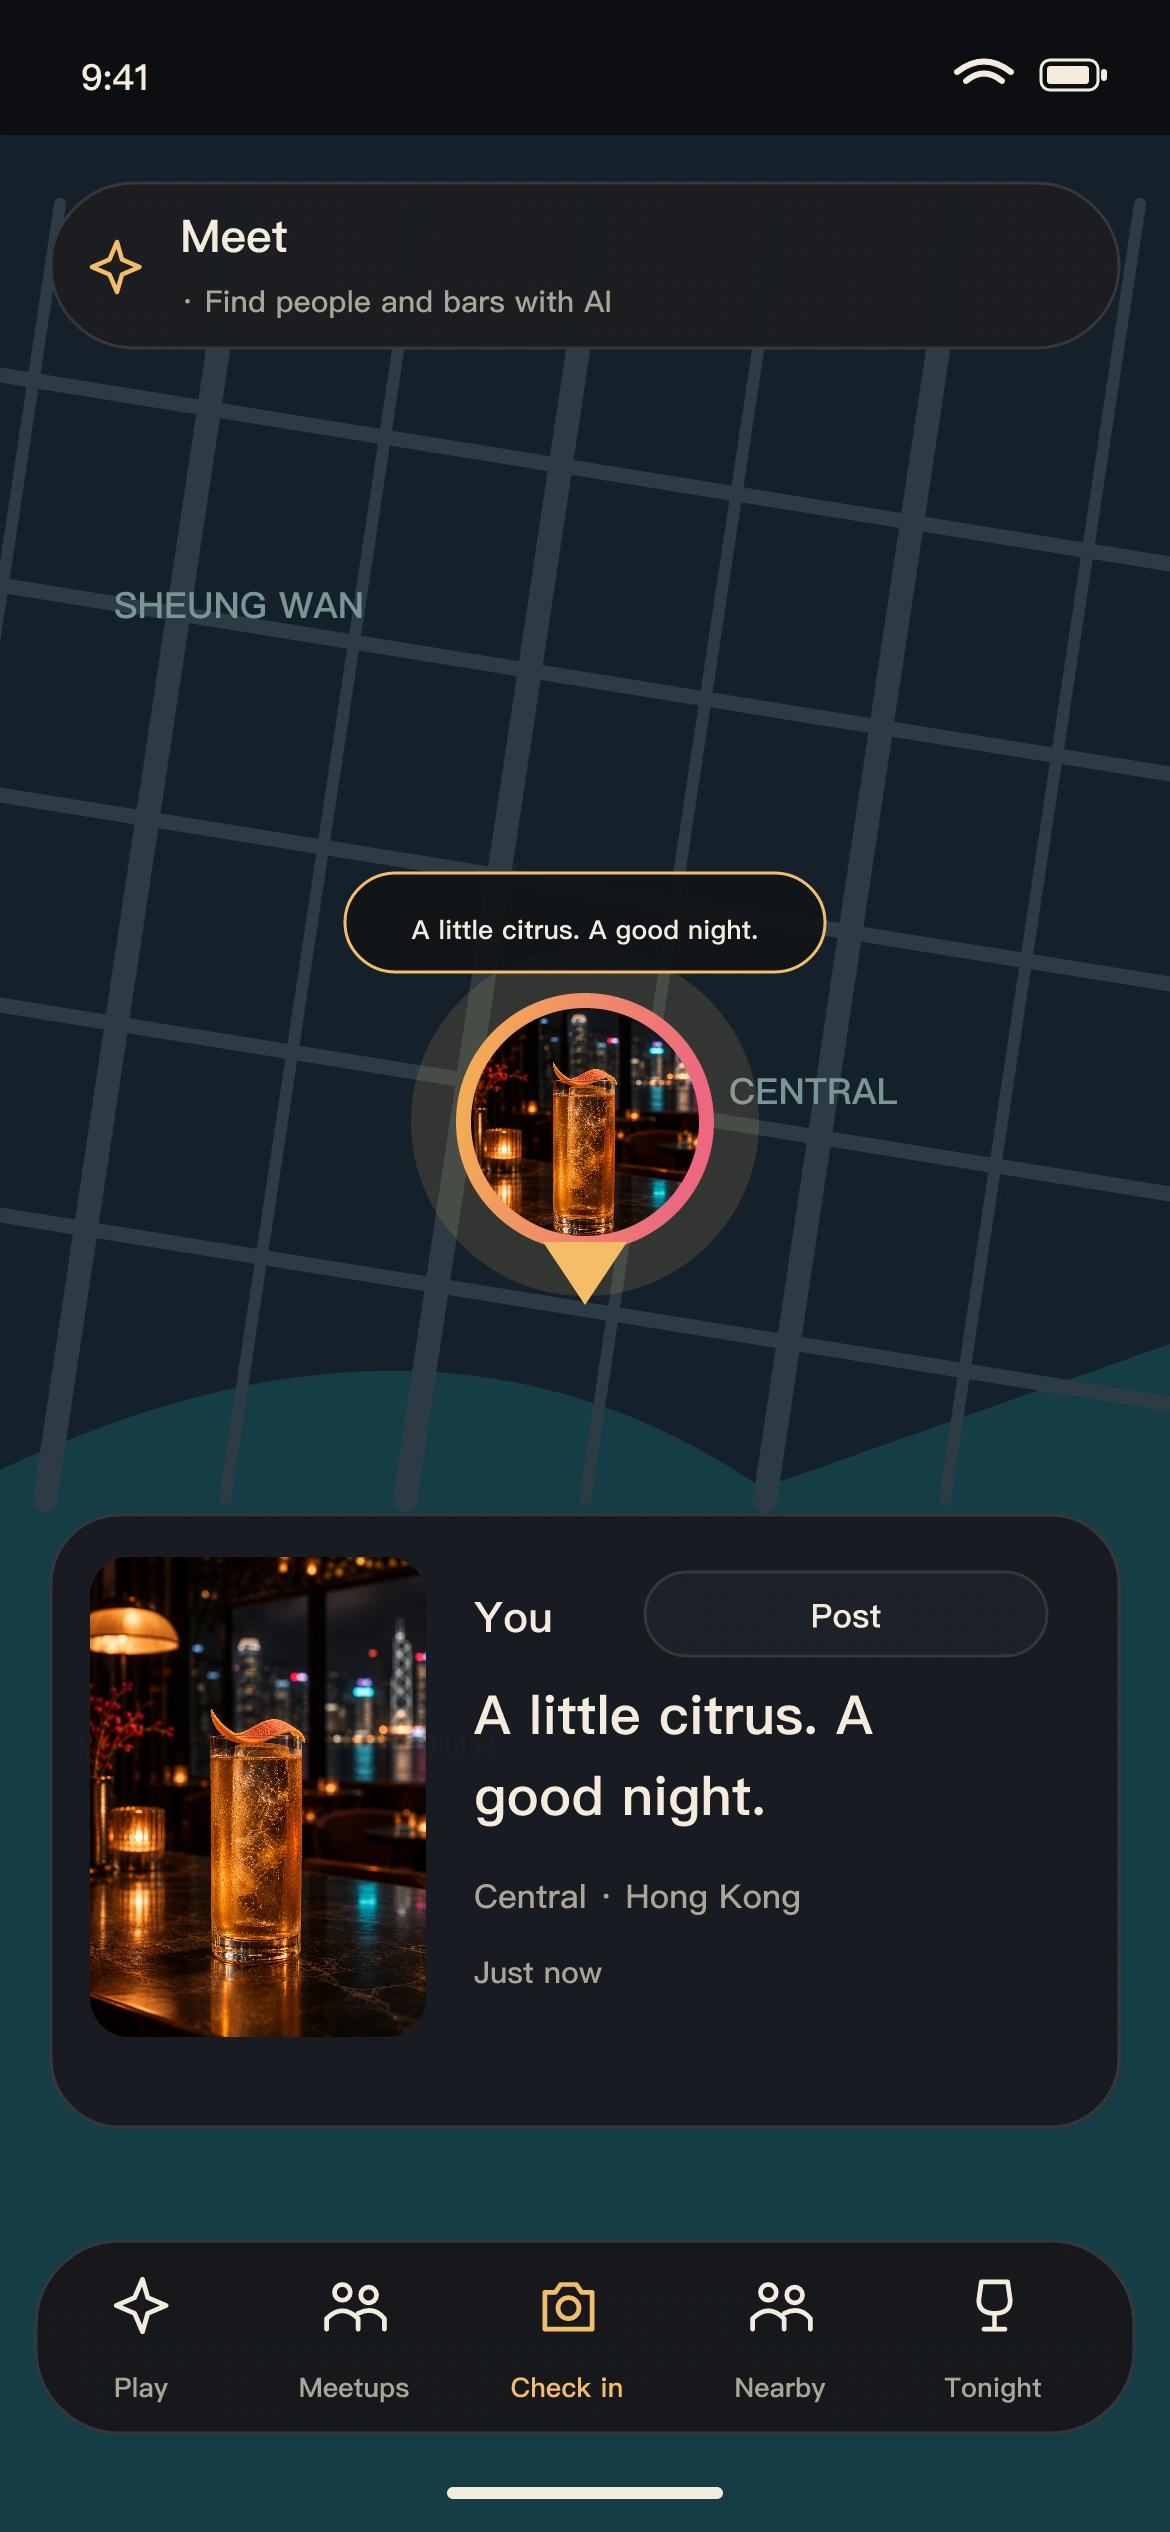 9:41
Meet
· Find people and bars with AI
SHEUNG WAN
A little citrus. A good night.
CENTRAL
You
Post
A little citrus. A
good night.
Central · Hong Kong
Just now
Play
Meetups
Check in
Nearby
Tonight